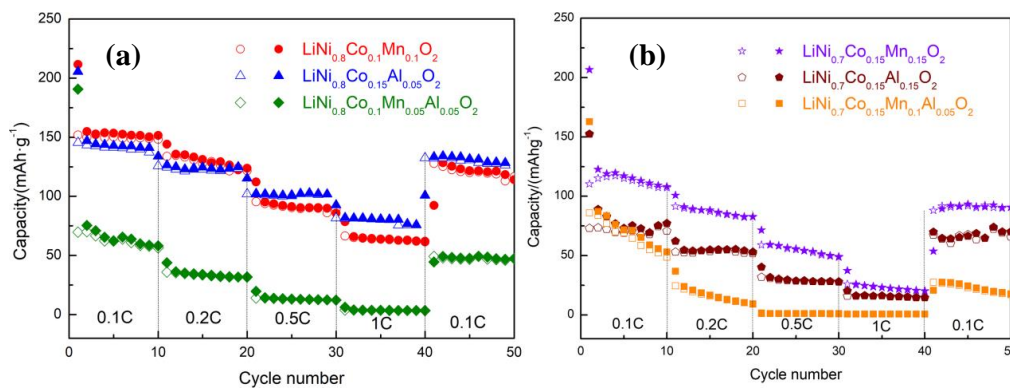 (a)
LiNi0.8Co0.1Mn0.1O2
LiNi0.8Co0.15Al0.05O2
LiNi0.8Co0.1Mn0.05Al0.05O2
Capacity(mAh·g-1)
250
200
150
100
50
0
0.1C 0.2C 0.5C 1C 0.1C
0 10 20 30 40 50
Cycle number
(b)
LiNi0.7Co0.15Mn0.15O2
LiNi0.7Co0.15Al0.15O2
LiNi0.7Co0.15Mn0.1Al0.05O2
Capacity/(mAhg-1)
250
200
150
100
50
0
0.1C 0.2C 0.5C 1C 0.1C
0 10 20 30 40 50
Cycle number